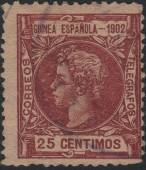 GUINEA ESPAÑOLA-1902
CORREOS
TELEGRAFOS
25 CENTIMOS